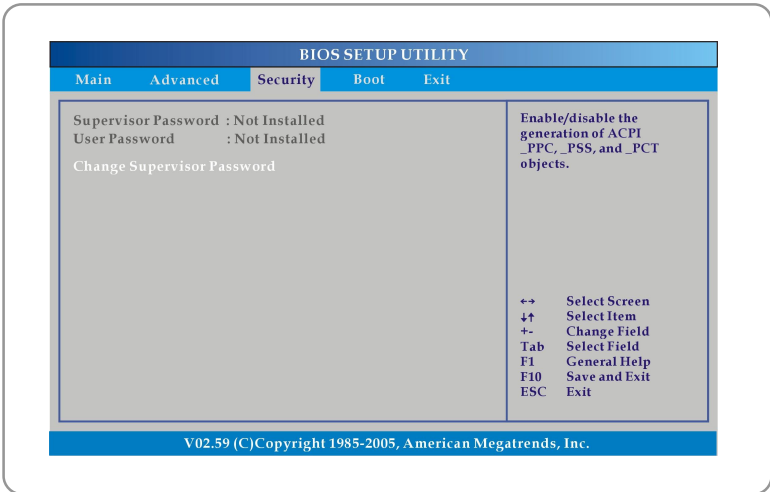 BIOS SETUP UTILITY
Main Advanced Security Boot Exit
Supervisor Password : Not Installed
User Password : Not Installed
Change Supervisor Password
Enable/disable the
generation of ACPI
_PPC, _PSS, and _PCT
objects.
←→ Select Screen
↓↑ Select Item
+- Change Field
Tab Select Field
F1 General Help
F10 Save and Exit
ESC Exit
V02.59 (C)Copyright 1985-2005, American Megatrends, Inc.